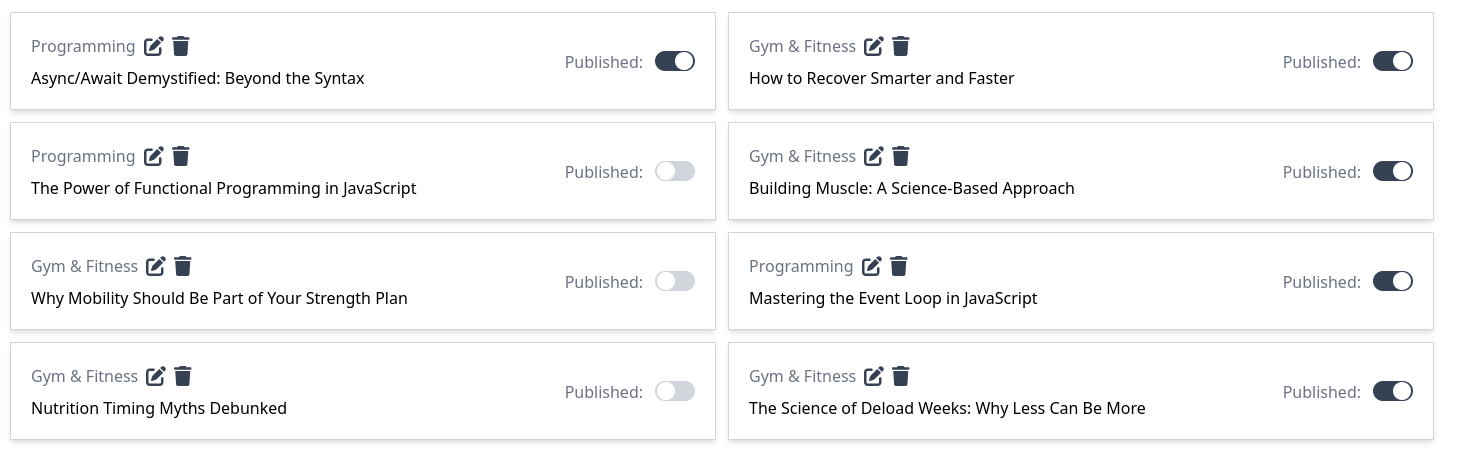 Programming
Async/Await Demystified: Beyond the Syntax
Published:
Gym & Fitness
How to Recover Smarter and Faster
Published:
Programming
The Power of Functional Programming in JavaScript
Published:
Gym & Fitness
Building Muscle: A Science-Based Approach
Published:
Gym & Fitness
Why Mobility Should Be Part of Your Strength Plan
Published:
Programming
Mastering the Event Loop in JavaScript
Published:
Gym & Fitness
Nutrition Timing Myths Debunked
Published:
Gym & Fitness
The Science of Deload Weeks: Why Less Can Be More
Published: